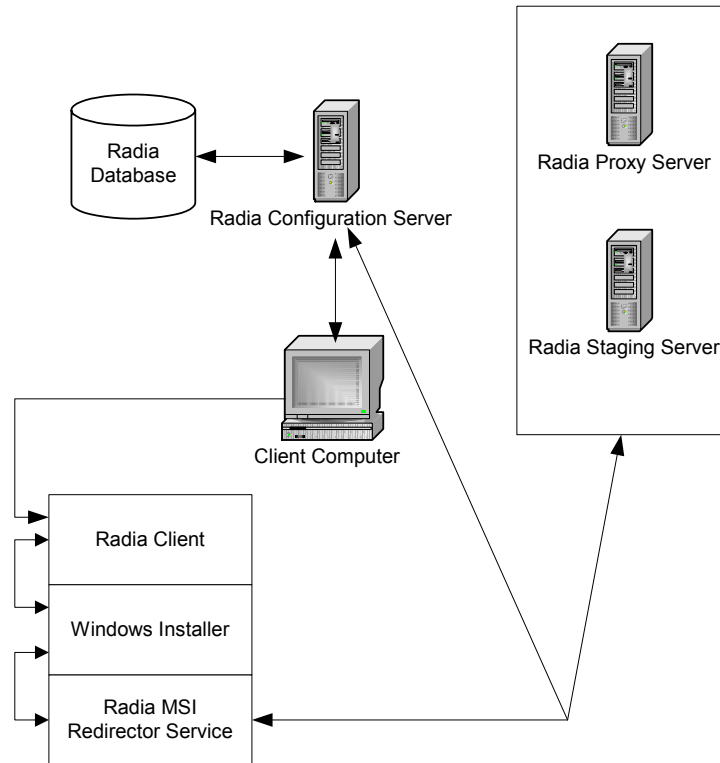 Radia
Database
Radia Configuration Server
Radia Proxy Server
Radia Staging Server
Client Computer
Radia Client
Windows Installer
Radia MSI
Redirector Service